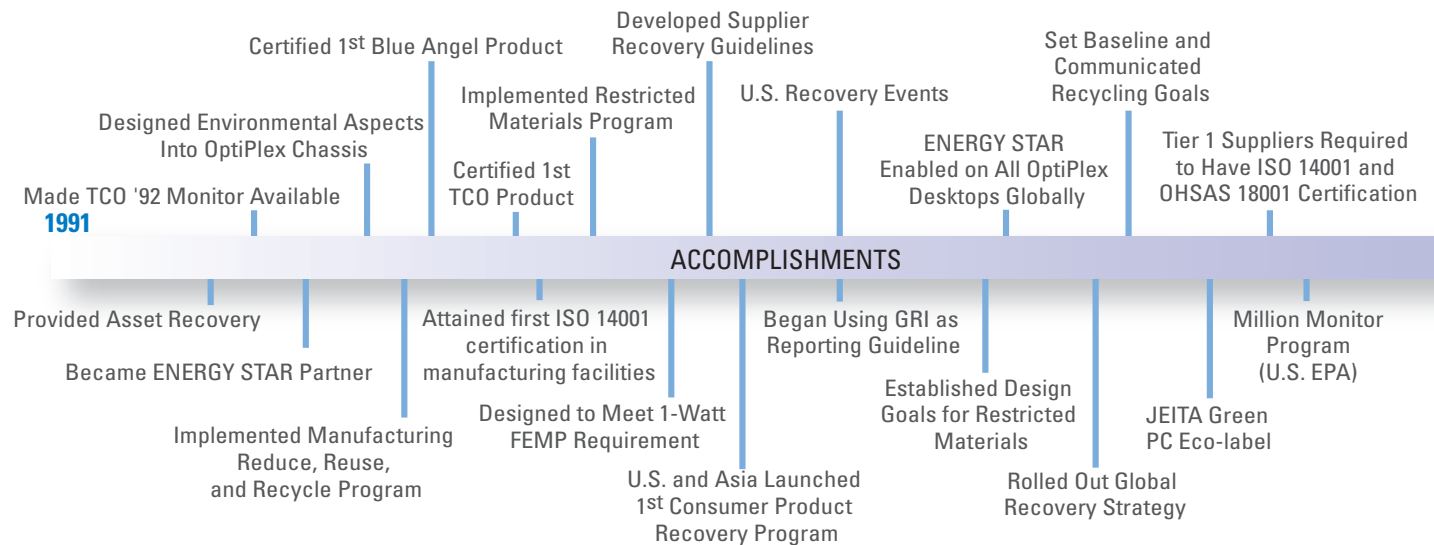 Certified 1st Blue Angel Product
Developed Supplier
Recovery Guidelines
Set Baseline and
Communicated
Recycling Goals
Designed Environmental Aspects
Into OptiPlex Chassis
Implemented Restricted
Materials Program
U.S. Recovery Events
Made TCO '92 Monitor Available
Certified 1st
TCO Product
ENERGY STAR
Enabled on All OptiPlex
Desktops Globally
Tier 1 Suppliers Required
to Have ISO 14001 and
OHSAS 18001 Certification
1991
ACCOMPLISHMENTS
Provided Asset Recovery
Became ENERGY STAR Partner
Implemented Manufacturing
Reduce, Reuse,
and Recycle Program
Attained first ISO 14001
certification in
manufacturing facilities
Designed to Meet 1-Watt
FEMP Requirement
U.S. and Asia Launched
1st Consumer Product
Recovery Program
Began Using GRI as
Reporting Guideline
Established Design
Goals for Restricted
Materials
Rolled Out Global
Recovery Strategy
JEITA Green
PC Eco-label
Million Monitor
Program
(U.S. EPA)